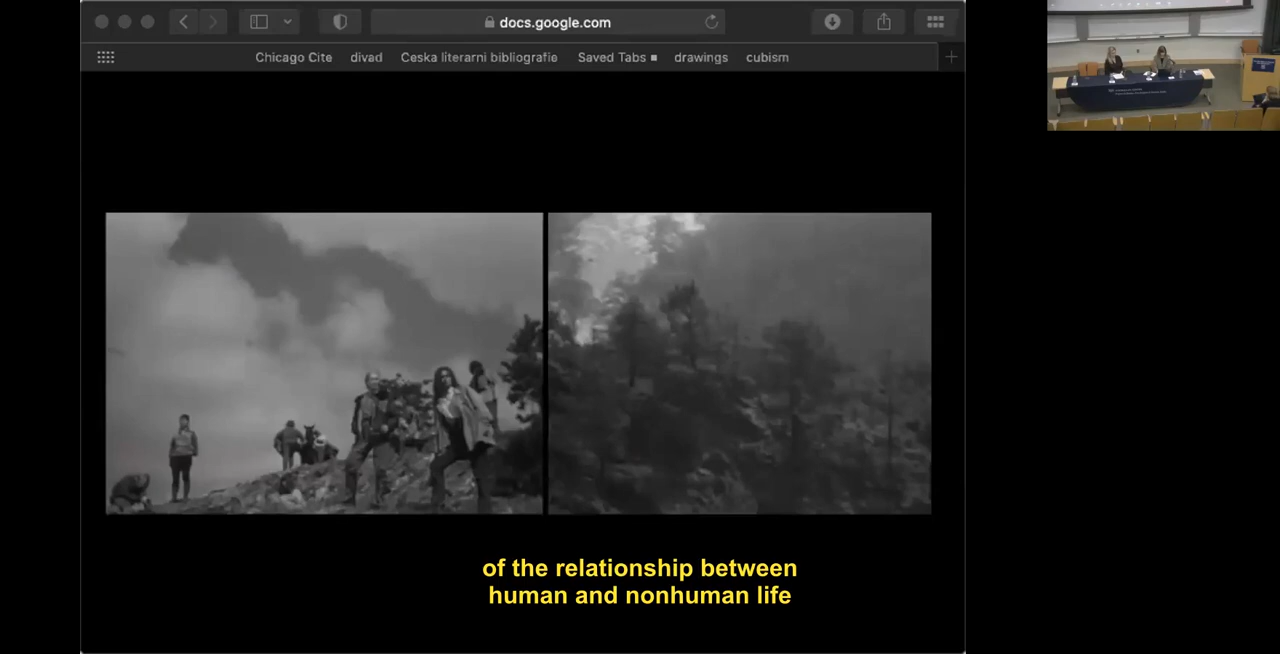 docs.google.com
Chicago Cite divad Ceska literarni bibliografie Saved Tabs drawings cubism
of the relationship between
human and nonhuman life